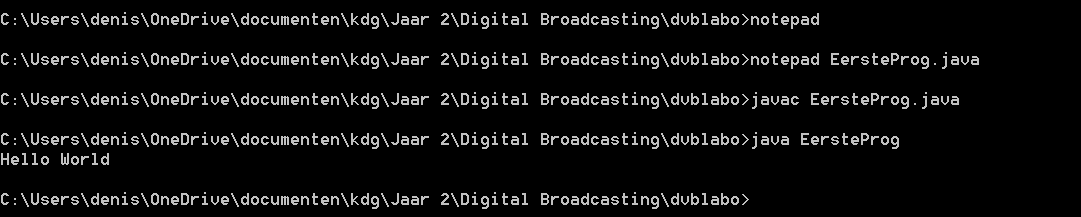 C:\Users\denis\OneDrive\documenten\kdg\Jaar 2\Digital Broadcasting\dvblabo>notepad
C:\Users\denis\OneDrive\documenten\kdg\Jaar 2\Digital Broadcasting\dvblabo>notepad EersteProg.java
C:\Users\denis\OneDrive\documenten\kdg\Jaar 2\Digital Broadcasting\dvblabo>javac EersteProg.java
C:\Users\denis\OneDrive\documenten\kdg\Jaar 2\Digital Broadcasting\dvblabo>java EersteProg
Hello World
C:\Users\denis\OneDrive\documenten\kdg\Jaar 2\Digital Broadcasting\dvblabo>